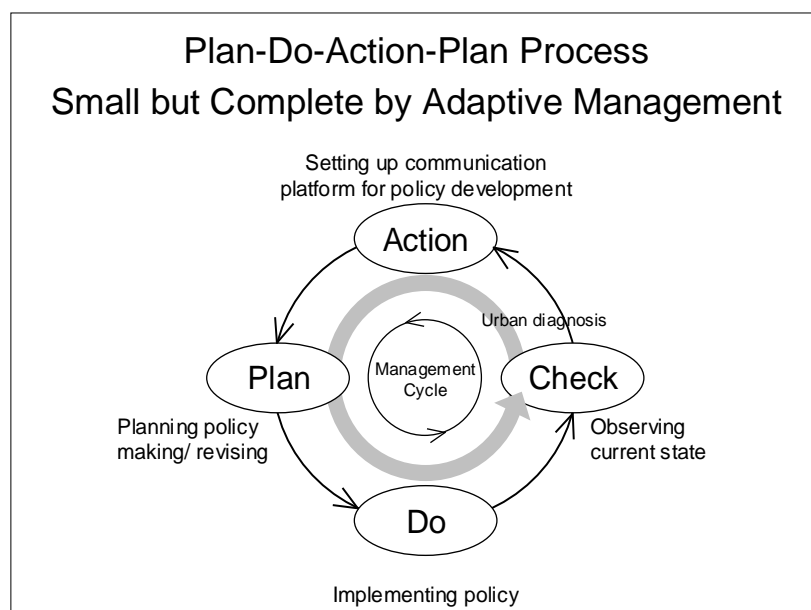 Plan-Do-Action-Plan Process
Small but Complete by Adaptive Management
Setting up communication
platform for policy development
Action
Urban diagnosis
Plan
Management
Cycle
Check
Planning policy
making/ revising
Observing
current state
Do
Implementing policy